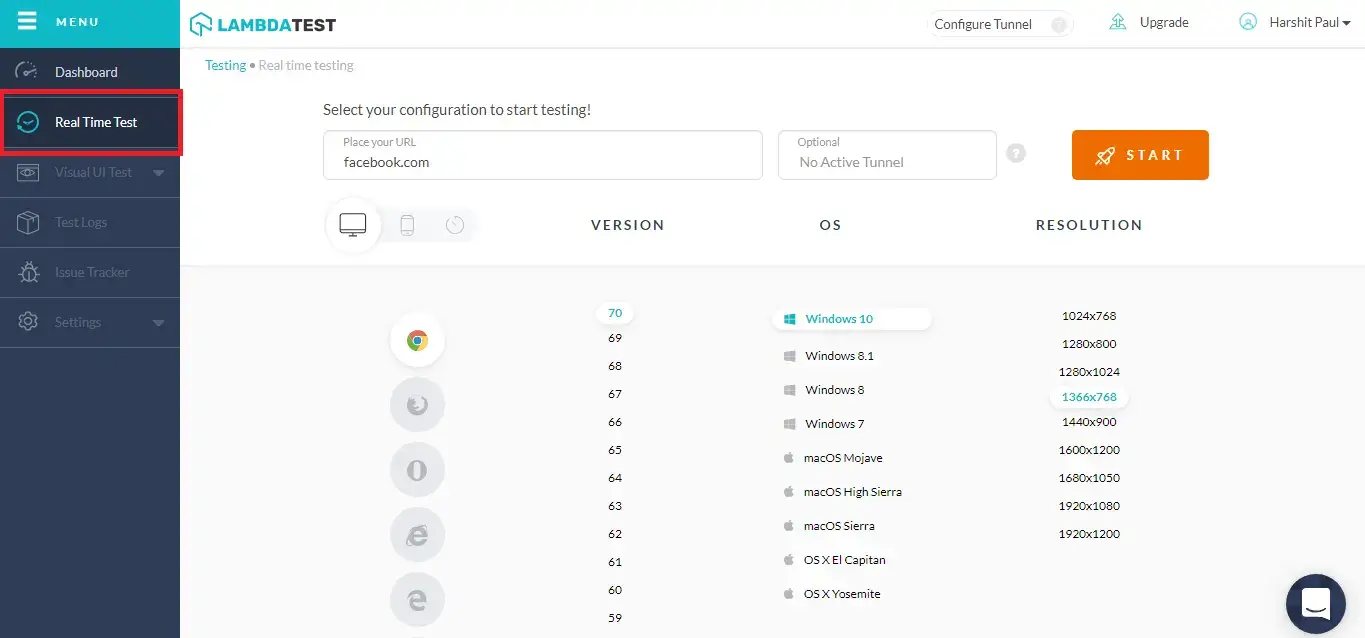 MENU
LAMBDATEST
Configure Tunnel ?
Upgrade
Harshit Paul
Dashboard
Real Time Test
Visual UI Test
Test Logs
Issue Tracker
Settings
Testing • Real time testing
Select your configuration to start testing!
Place your URL
facebook.com
Optional
No Active Tunnel
?
START
VERSION
OS
RESOLUTION
70
69
68
67
66
65
64
63
62
61
60
59
Windows 10
Windows 8.1
Windows 8
Windows 7
macOS Mojave
macOS High Sierra
macOS Sierra
OS X El Capitan
OS X Yosemite
1024x768
1280x800
1280x1024
1366x768
1440x900
1600x1200
1680x1050
1920x1080
1920x1200